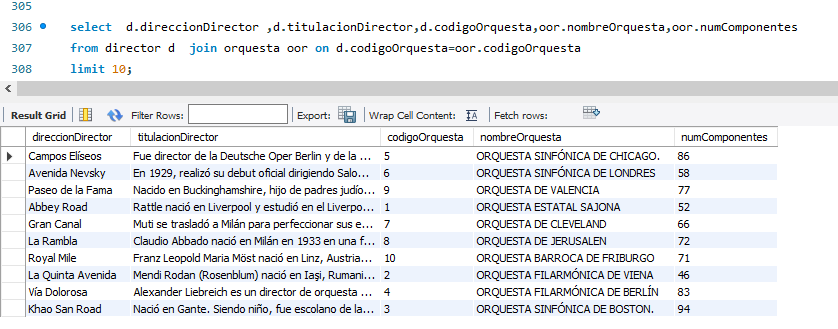 305
306 select d.direccionDirector ,d.titulacionDirector,d.codigoOrquesta,oor.nombreOrquesta,oor.numComponentes
307 from director d join orquesta oor on d.codigoOrquesta=oor.codigoOrquesta
308 limit 10;
Result Grid Filter Rows: Export: Wrap Cell Content: IA Fetch rows:
direccionDirector titulacionDirector codigoOrquesta nombreOrquesta numComponentes
Campos Elíseos Fue director de la Deutsche Oper Berlin y de la ... 5 ORQUESTA SINFÓNICA DE CHICAGO. 86
Avenida Nevsky En 1929, realizó su debut oficial dirigiendo Salo... 6 ORQUESTA SINFÓNICA DE LONDRES 58
Paseo de la Fama Nacido en Buckinghamshire, hijo de padres judío... 9 ORQUESTA DE VALENCIA 77
Abbey Road Rattle nació en Liverpool y estudió en el Liverpo... 1 ORQUESTA ESTATAL SAJONA 52
Gran Canal Muti se trasladó a Milán para perfeccionar sus e... 7 ORQUESTA DE CLEVELAND 66
La Rambla Claudio Abbado nació en Milán en 1933 en una f... 8 ORQUESTA DE JERUSALEN 72
Royal Mile Franz Leopold Maria Möst nació en Linz, Austria... 10 ORQUESTA BARROCA DE FRIBURGO 71
La Quinta Avenida Mendi Rodan (Rosenblum) nació en Iaşi, Rumani... 2 ORQUESTA FILARMÓNICA DE VIENA 46
Vía Dolorosa Alexander Liebreich es un director de orquesta ... 4 ORQUESTA FILARMÓNICA DE BERLÍN 83
Khao San Road Nació en Gante. Siendo niño, fue escolano de la... 3 ORQUESTA SINFÓNICA DE BOSTON. 94